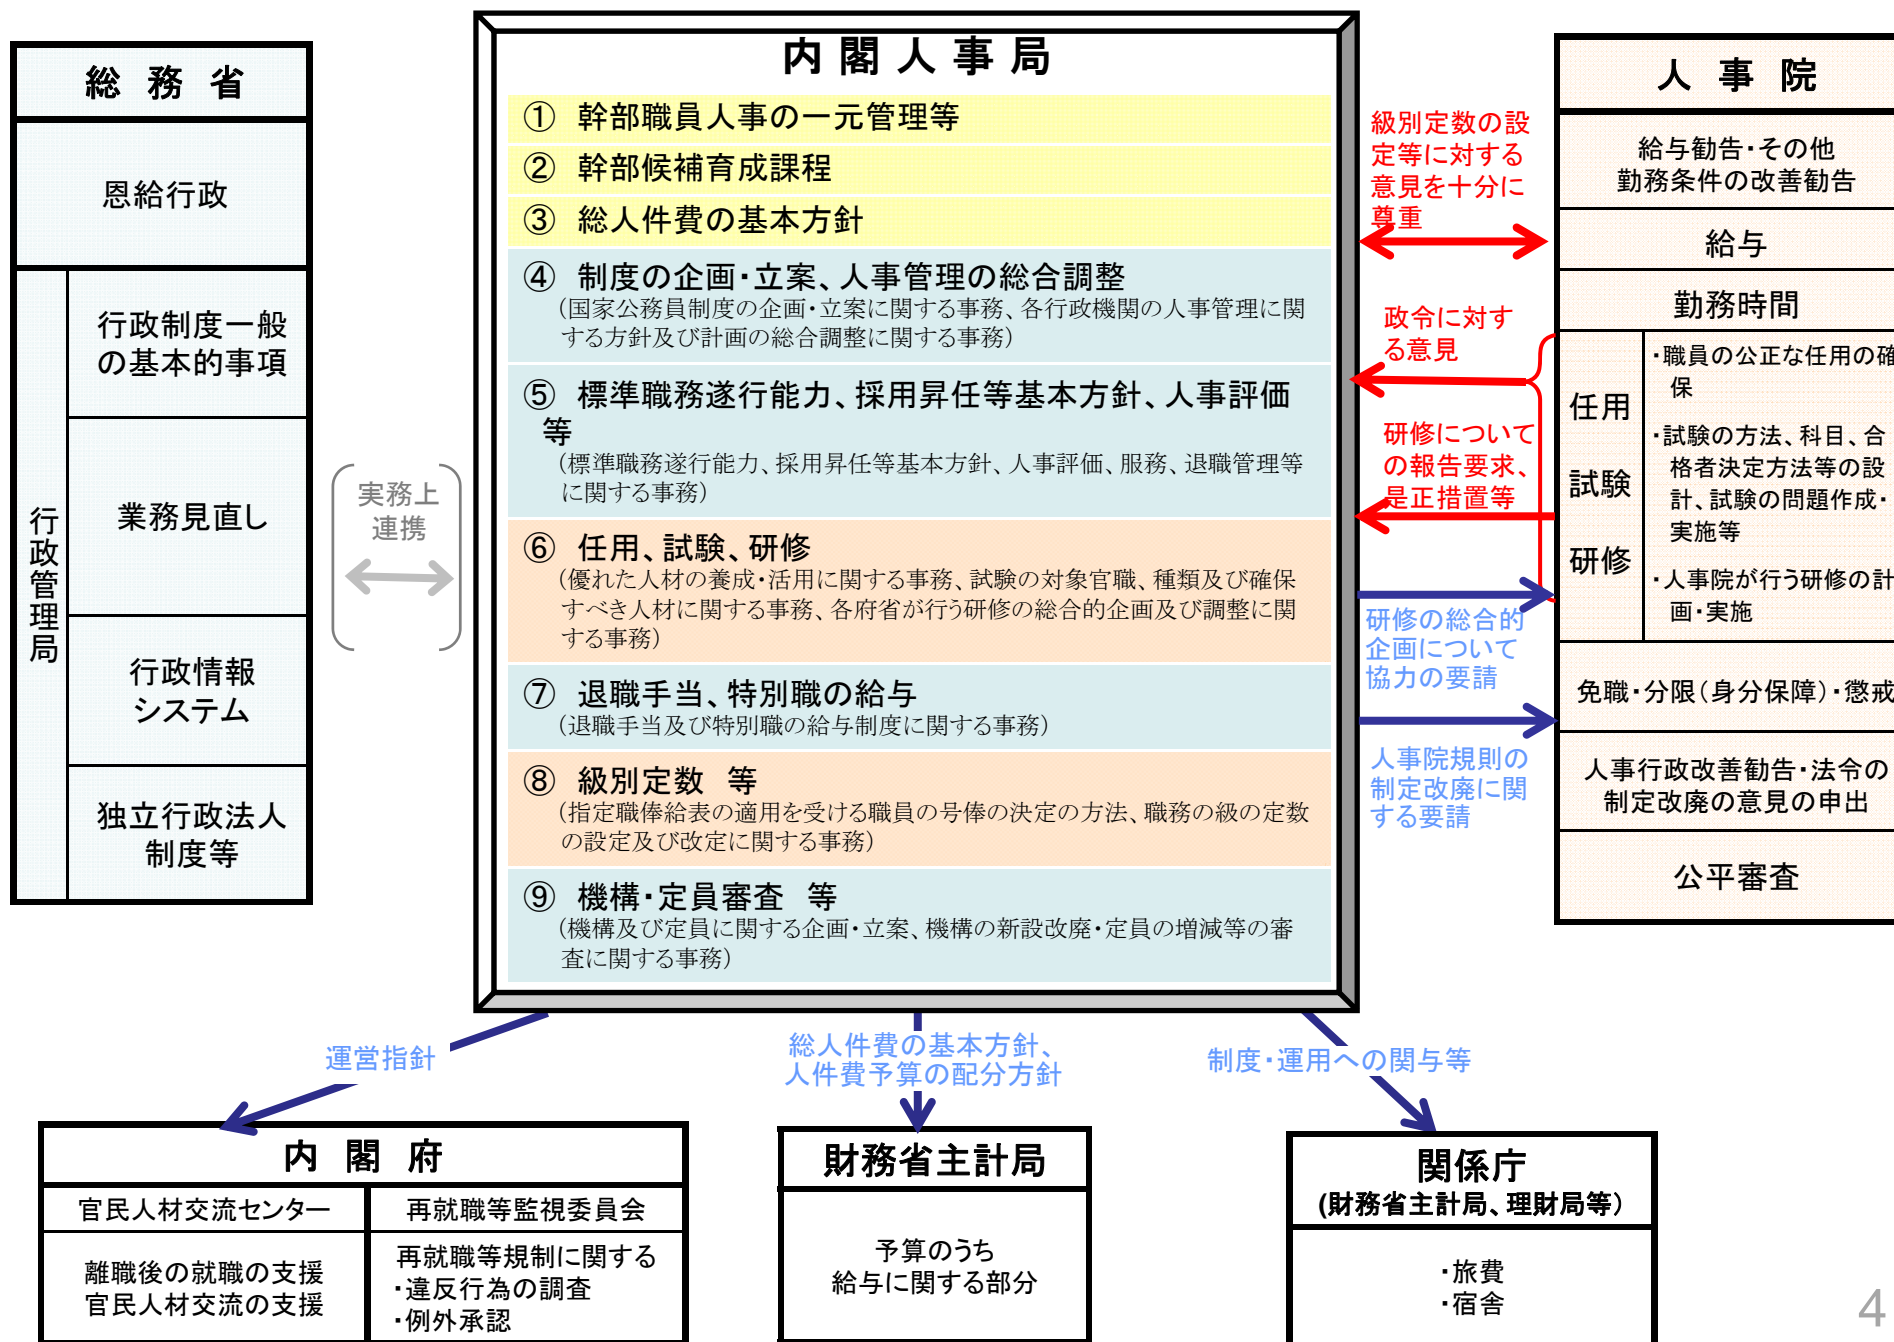 総務省
恩給行政
行政管理局
行政制度一般
の基本的事項
業務見直し
行政情報
システム
独立行政法人
制度等
実務上
連携
内閣人事局
① 幹部職員人事の一元管理等
② 幹部候補育成課程
③ 総人件費の基本方針
④ 制度の企画・立案、人事管理の総合調整
（国家公務員制度の企画・立案に関する事務、各行政機関の人事管理に関
する方針及び計画の総合調整に関する事務）
⑤ 標準職務遂行能力、採用昇任等基本方針、人事評価
等
（標準職務遂行能力、採用昇任等基本方針、人事評価、服務、退職管理等
に関する事務）
⑥ 任用、試験、研修
（優れた人材の養成・活用に関する事務、試験の対象官職、種類及び確保
すべき人材に関する事務、各府省が行う研修の総合的企画及び調整に関
する事務）
⑦ 退職手当、特別職の給与
（退職手当及び特別職の給与制度に関する事務）
⑧ 級別定数 等
（指定職俸給表の適用を受ける職員の号俸の決定の方法、職務の級の定数
の設定及び改定に関する事務）
⑨ 機構・定員審査 等
（機構及び定員に関する企画・立案、機構の新設改廃・定員の増減等の審
査に関する事務）
級別定数の設
定等に対する
意見を十分に
尊重
政令に対す
る意見
研修について
の報告要求、
是正措置等
研修の総合的
企画について
協力の要請
人事院規則の
制定改廃に関
する要請
人事院
給与勧告・その他
勤務条件の改善勧告
給与
勤務時間
任用
試験
研修
・職員の公正な任用の確
保
・試験の方法、科目、合
格者決定方法等の設
計、試験の問題作成・
実施等
・人事院が行う研修の計
画・実施
免職・分限（身分保障）・懲戒
人事行政改善勧告・法令の
制定改廃の意見の申出
公平審査
運営指針
総人件費の基本方針、
人件費予算の配分方針
制度・運用への関与等
内閣府
官民人材交流センター
離職後の就職の支援
官民人材交流の支援
再就職等監視委員会
再就職等規制に関する
・違反行為の調査
・例外承認
財務省主計局
予算のうち
給与に関する部分
関係庁
（財務省主計局、理財局等）
・旅費
・宿舎
4